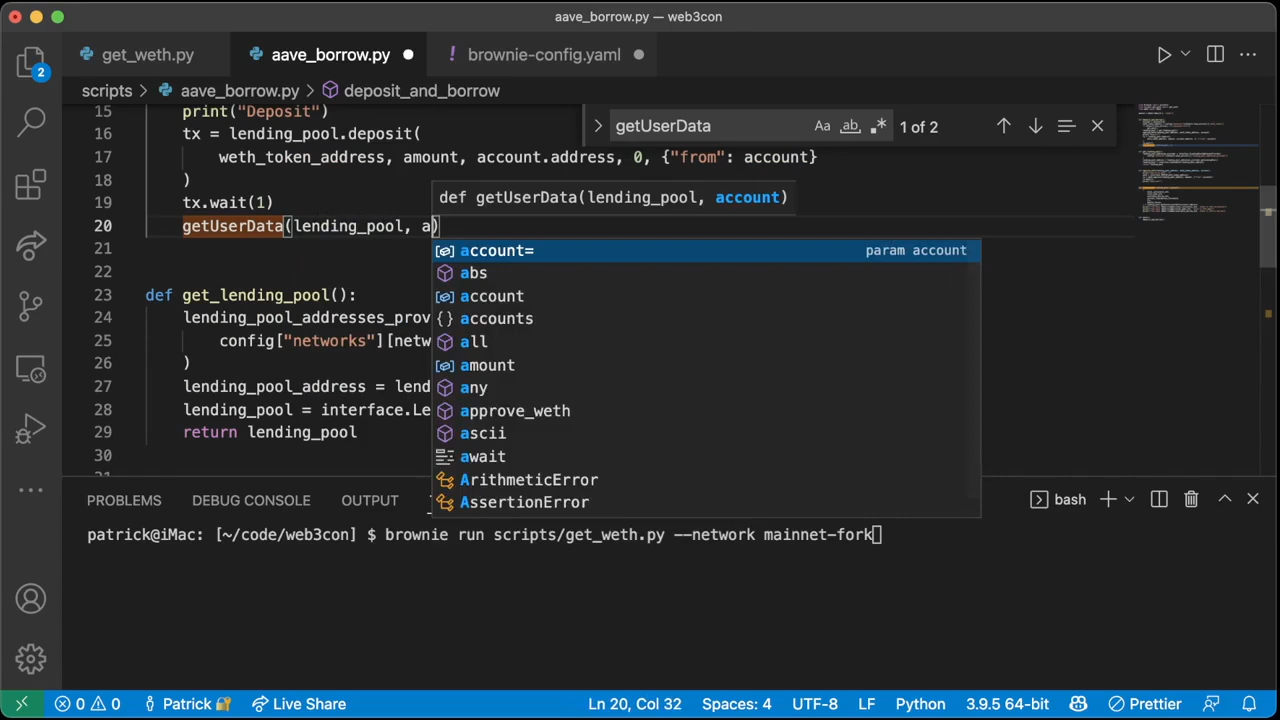 aave_borrow.py — web3con
get_weth.py
aave_borrow.py
! brownie-config.yaml
scripts > aave_borrow.py > deposit_and_borrow
getUserData
Aa ab .* 1 of 2
15 print("Deposit")
16 tx = lending_pool.deposit(
17 weth_token_address, amount, account.address, 0, {"from": account}
18 )
19 tx.wait(1)
def getUserData(lending_pool, account)
20 getUserData(lending_pool, a)
account= param account
abs
account
{} accounts
all
amount
any
approve_weth
ascii
await
ArithmeticError
AssertionError
21
22
23 def get_lending_pool():
24 lending_pool_addresses_prov
25 config["networks"][netw
26 )
27 lending_pool_address = lend
28 lending_pool = interface.Le
29 return lending_pool
30
2
PROBLEMS
DEBUG CONSOLE
OUTPUT
bash
patrick@iMac: [~/code/web3con] $ brownie run scripts/get_weth.py --network mainnet-fork
0 0 Patrick🔐 Live Share
Ln 20, Col 32 Spaces: 4 UTF-8 LF Python 3.9.5 64-bit Prettier